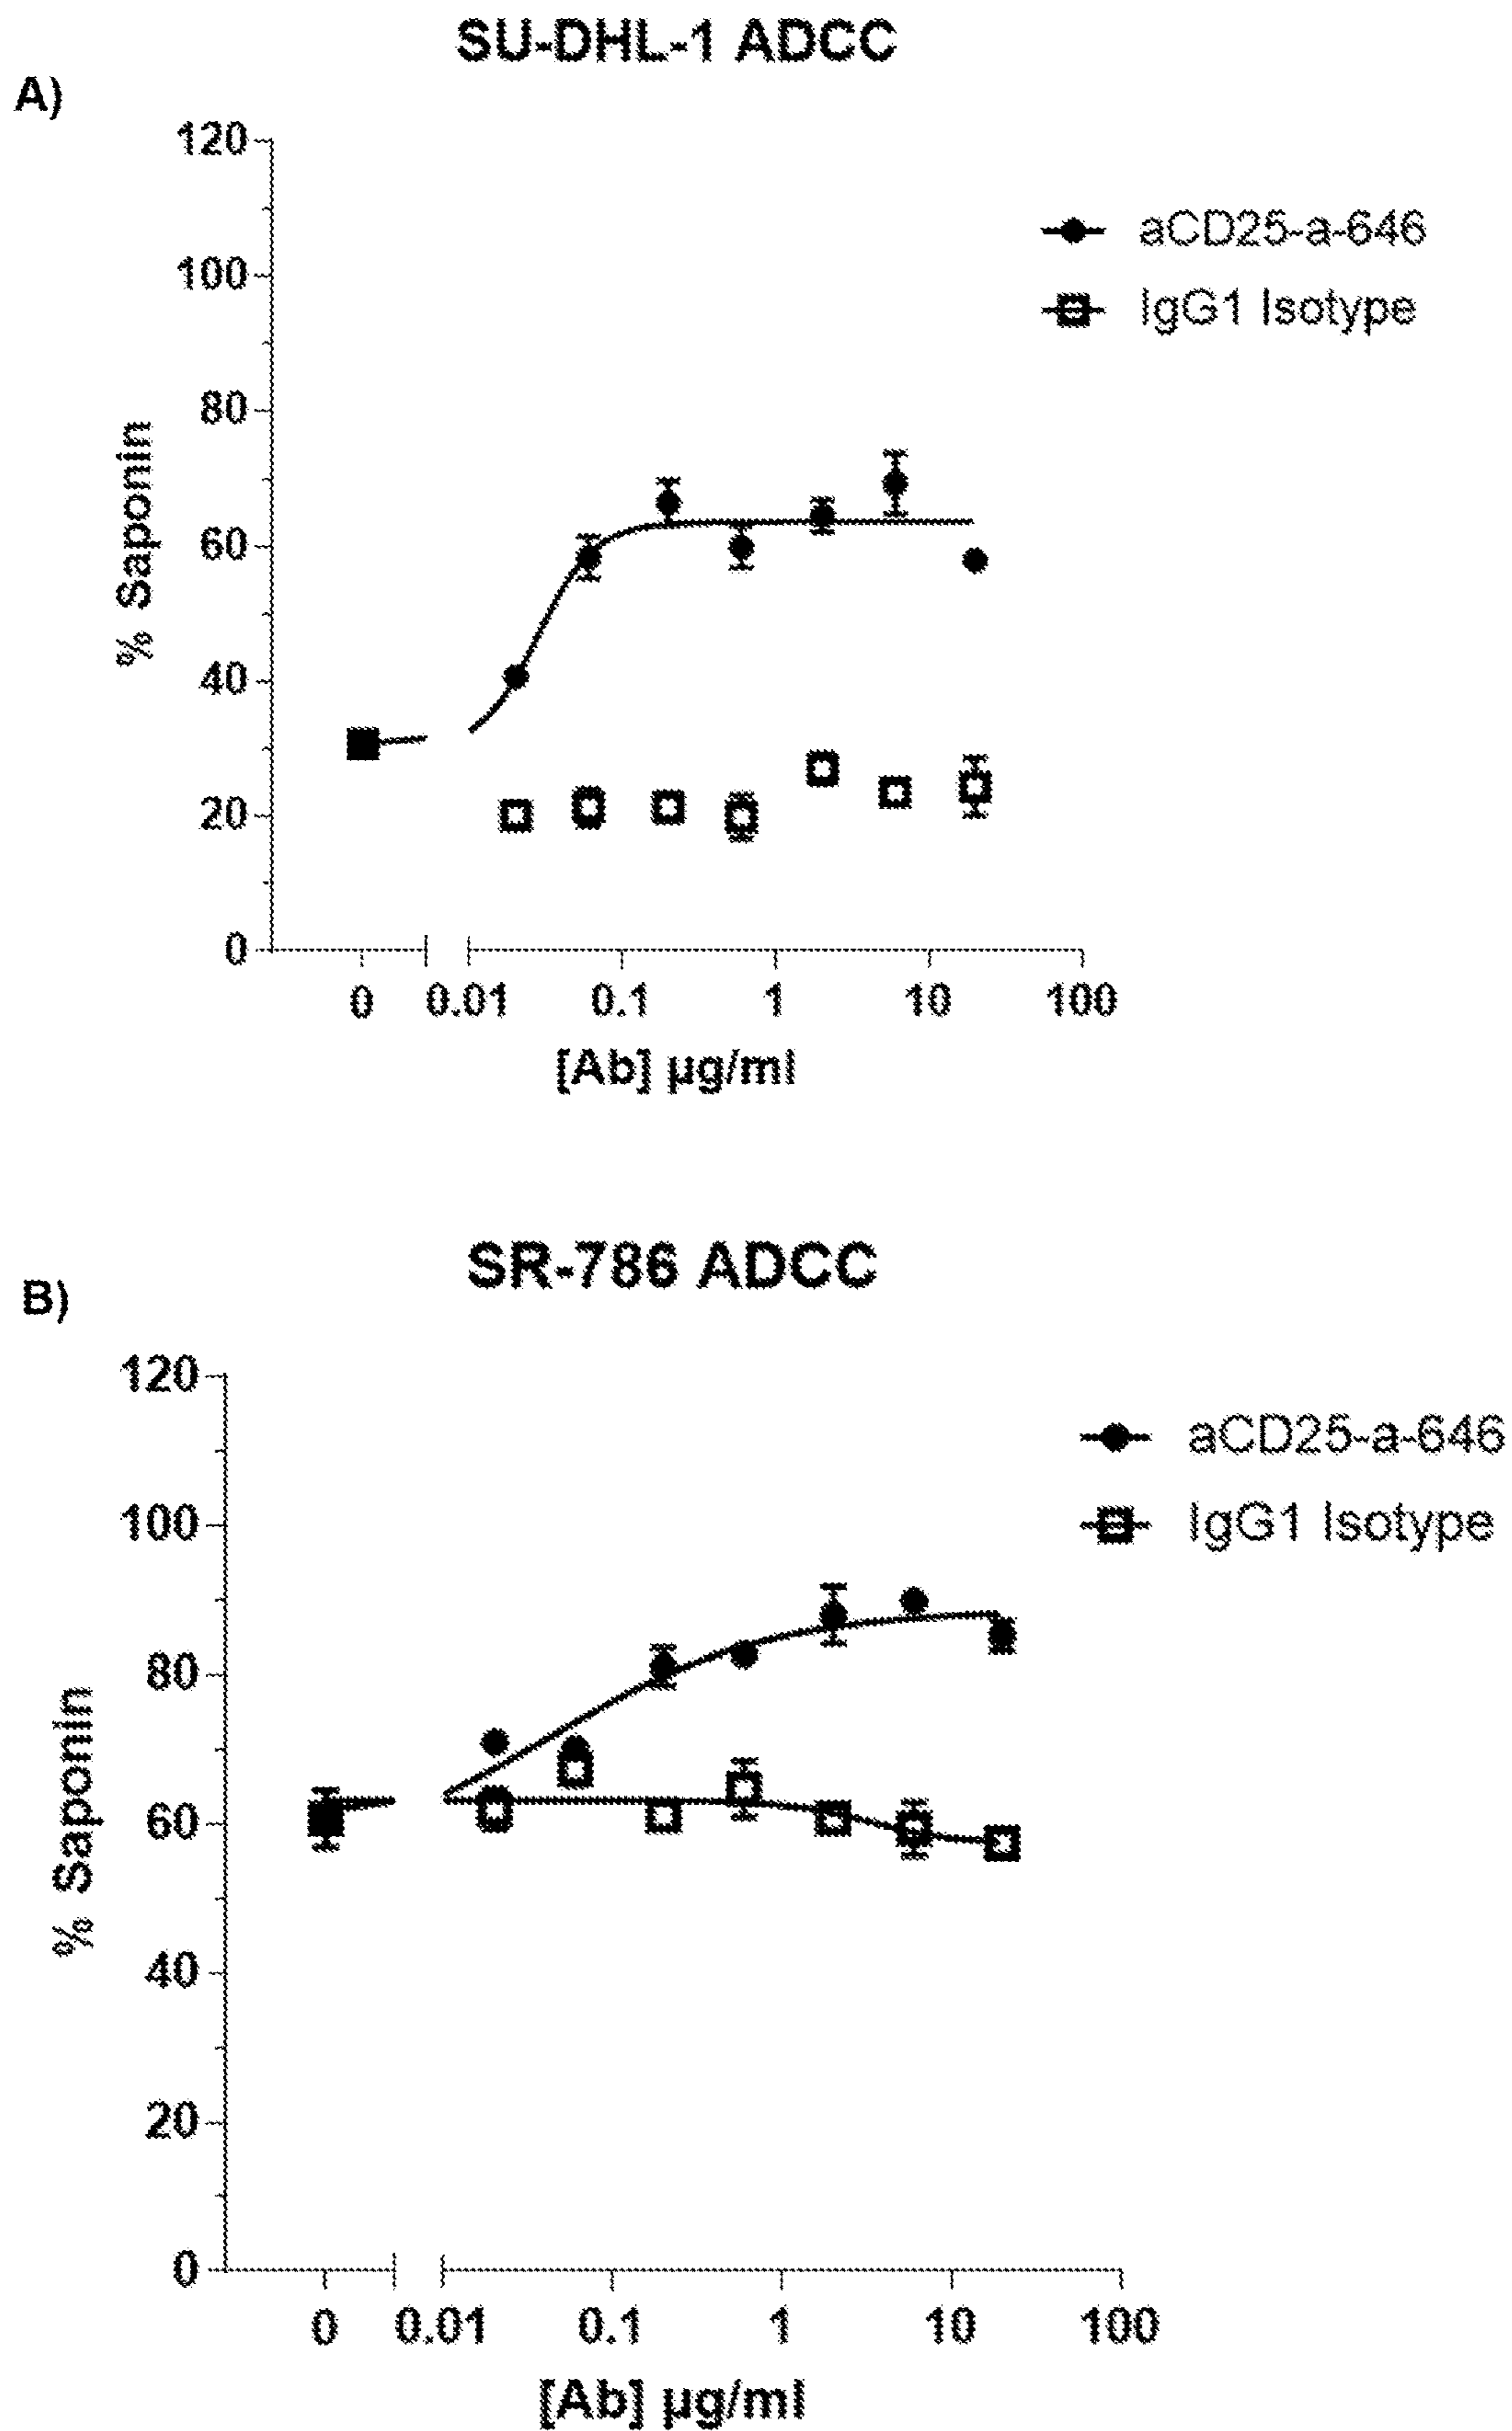 SU-DHL-1 ADCC
A)
120
100
80
60
40
20
0
% Saponin
aCD25-a-646
IgG1 Isotype
0 0.01 0.1 1 10 100
[Ab] µg/ml
SR-786 ADCC
B)
120
100
80
60
40
20
0
% Saponin
aCD25-a-646
IgG1 Isotype
0 0.01 0.1 1 10 100
[Ab] µg/ml